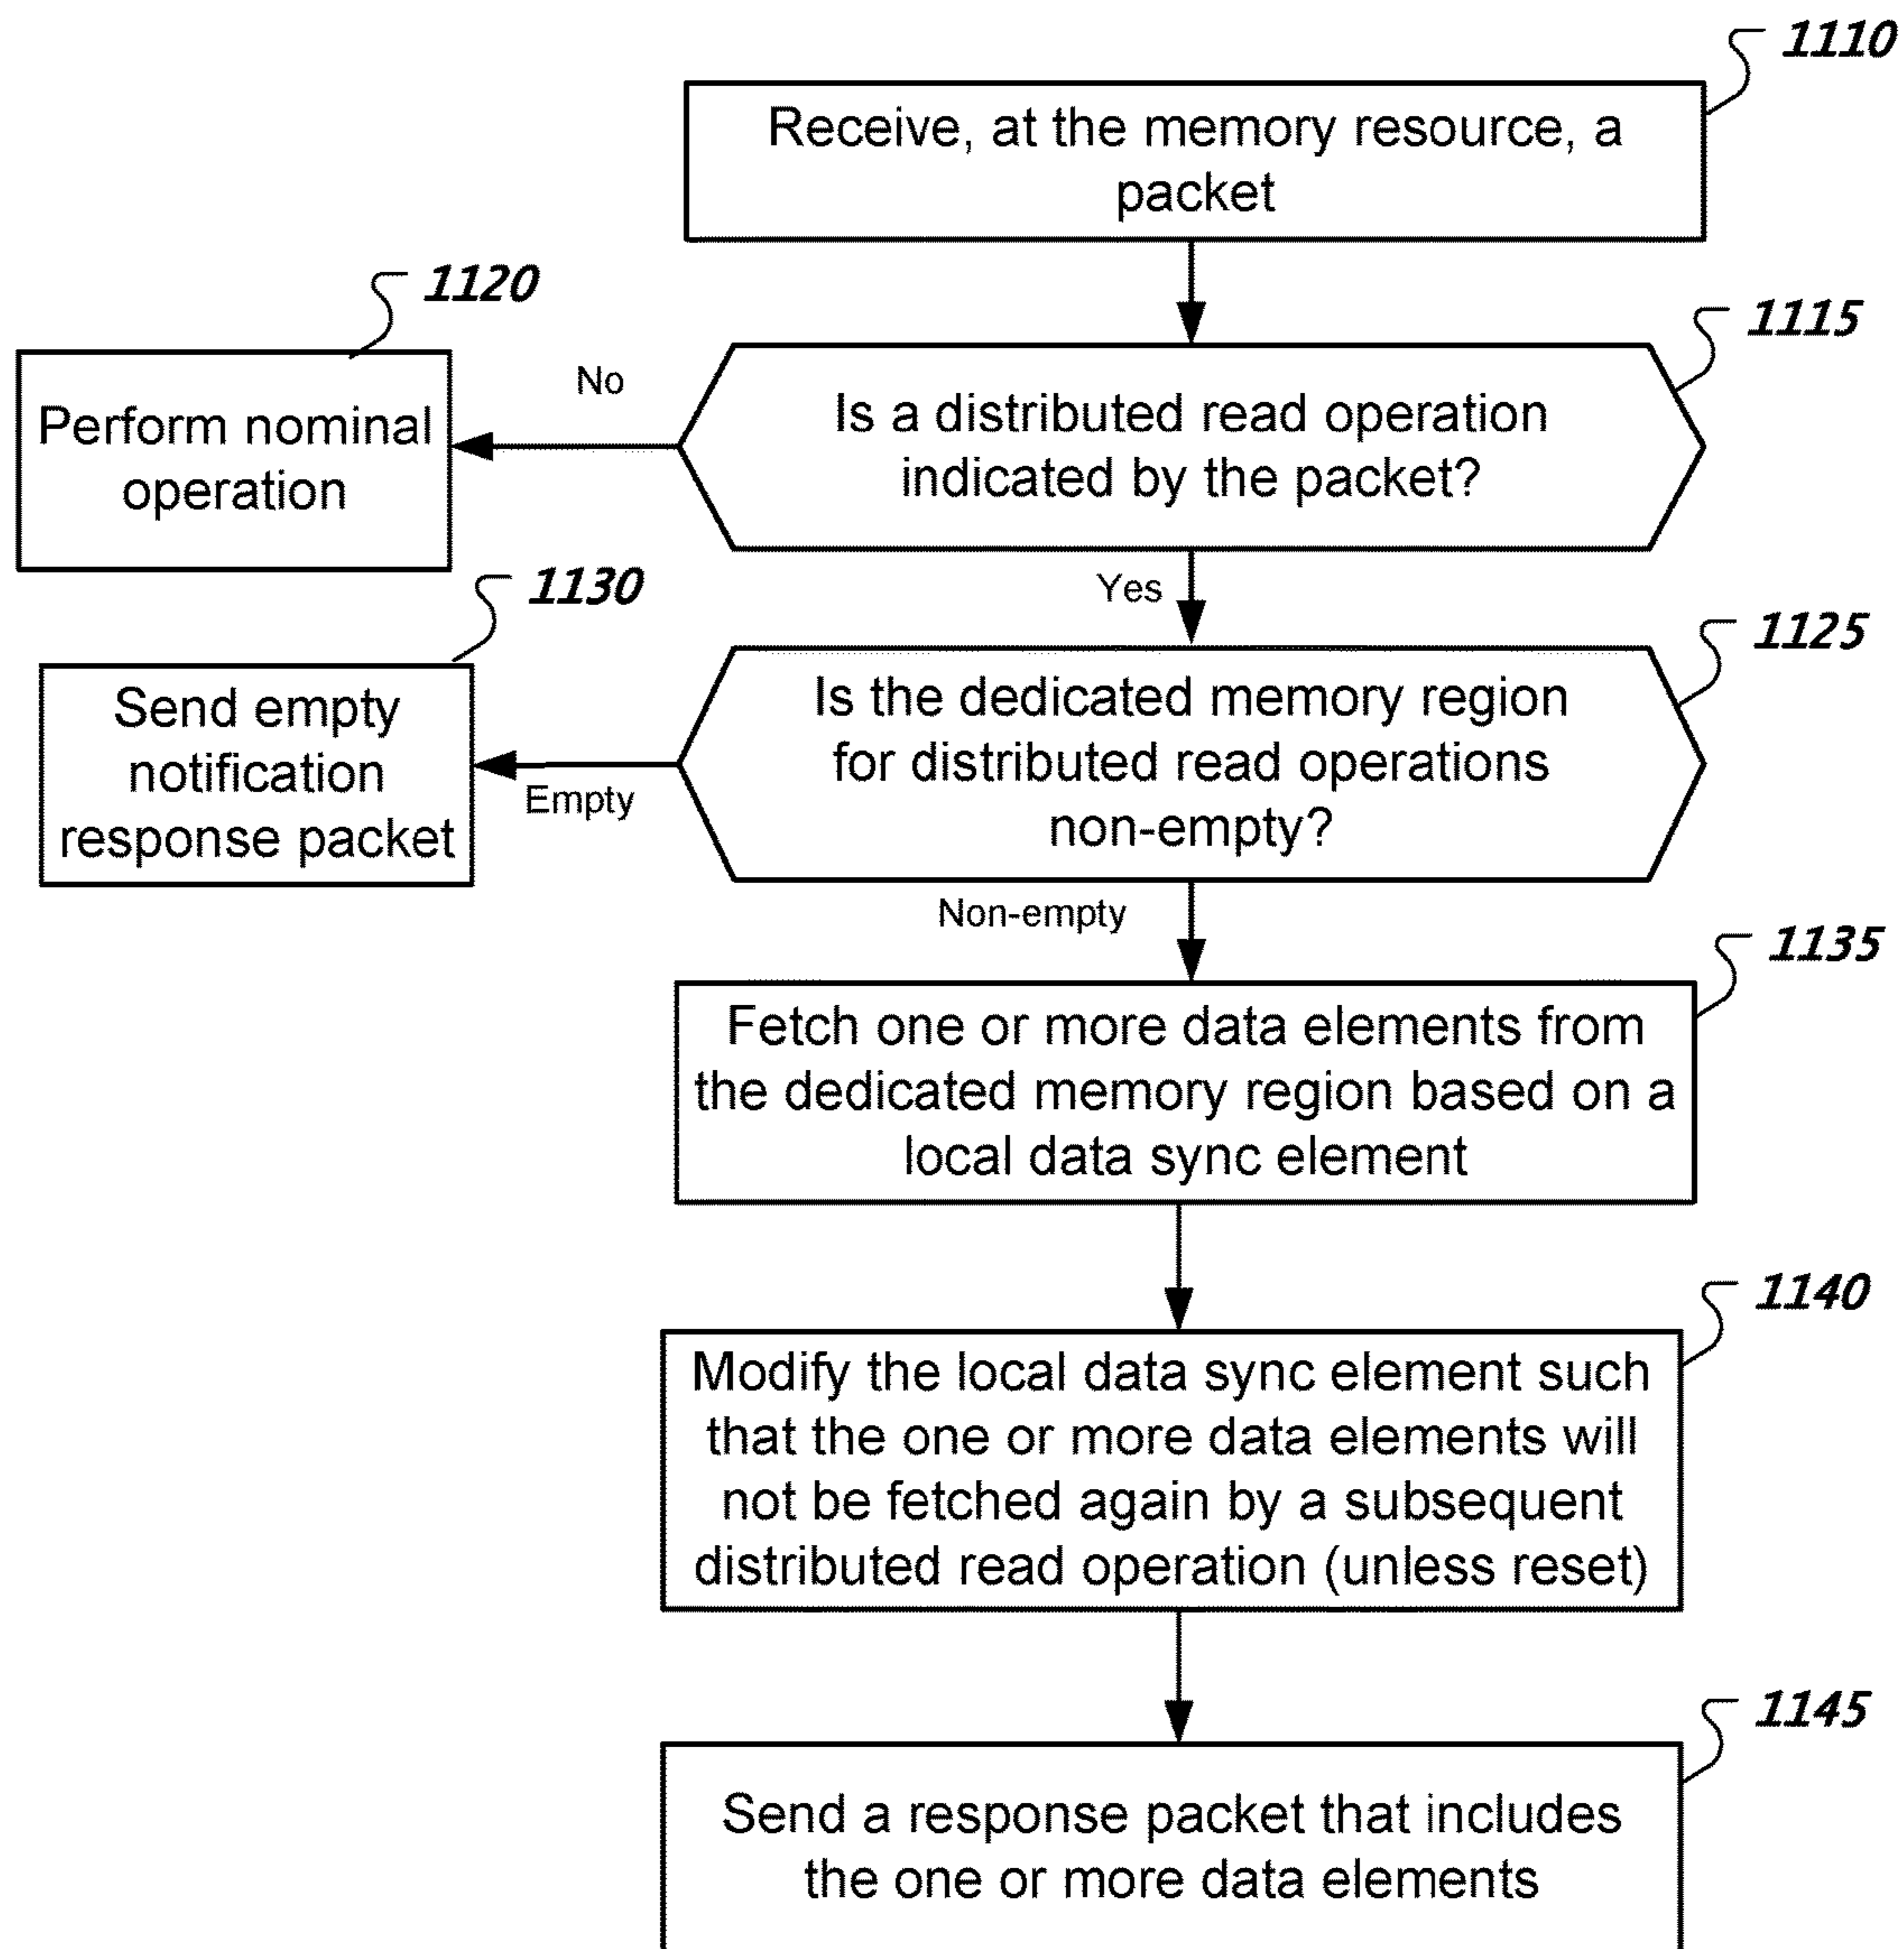 1110
Receive, at the memory resource, a
packet
1120
1115
No
Perform nominal
operation
Is a distributed read operation
indicated by the packet?
1130
Yes
1125
Send empty
notification
response packet
Empty
Is the dedicated memory region
for distributed read operations
non-empty?
Non-empty
1135
Fetch one or more data elements from
the dedicated memory region based on a
local data sync element
1140
Modify the local data sync element such
that the one or more data elements will
not be fetched again by a subsequent
distributed read operation (unless reset)
1145
Send a response packet that includes
the one or more data elements